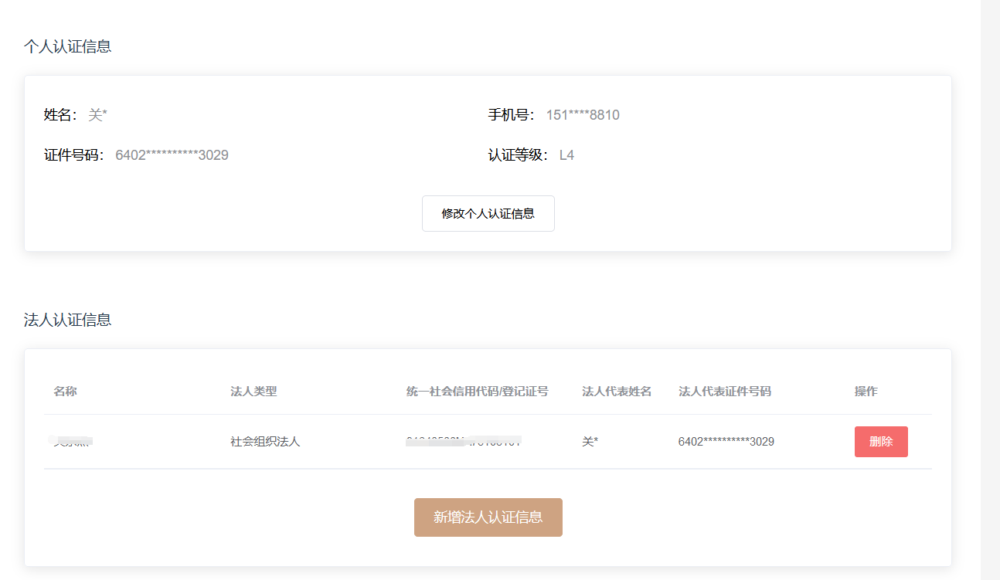 个人认证信息
姓名： 关*
手机号： 151****8810
证件号码： 6402**********3029
认证等级： L4
修改个人认证信息
法人认证信息
名称 法人类型 统一社会信用代码/登记证号 法人代表姓名 法人代表证件号码 操作
社会组织法人 关* 6402**********3029 删除
新增法人认证信息